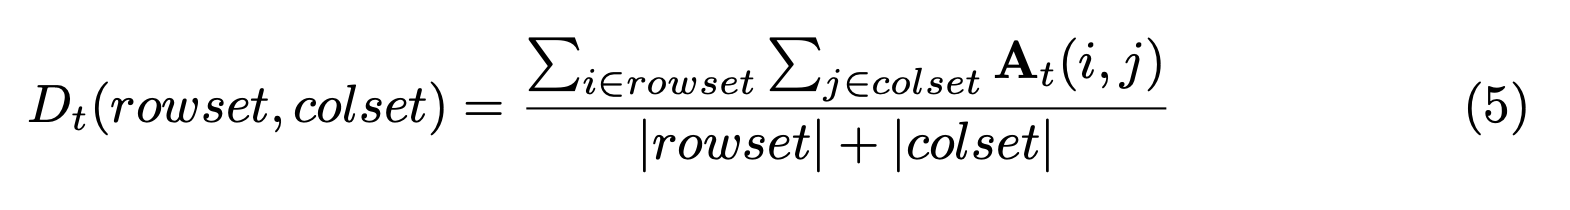 D_t(rowset, colset) = \frac{\sum_{i \in rowset} \sum_{j \in colset} \mathbf{A}_t(i, j)}{|rowset| + |colset|} (5)